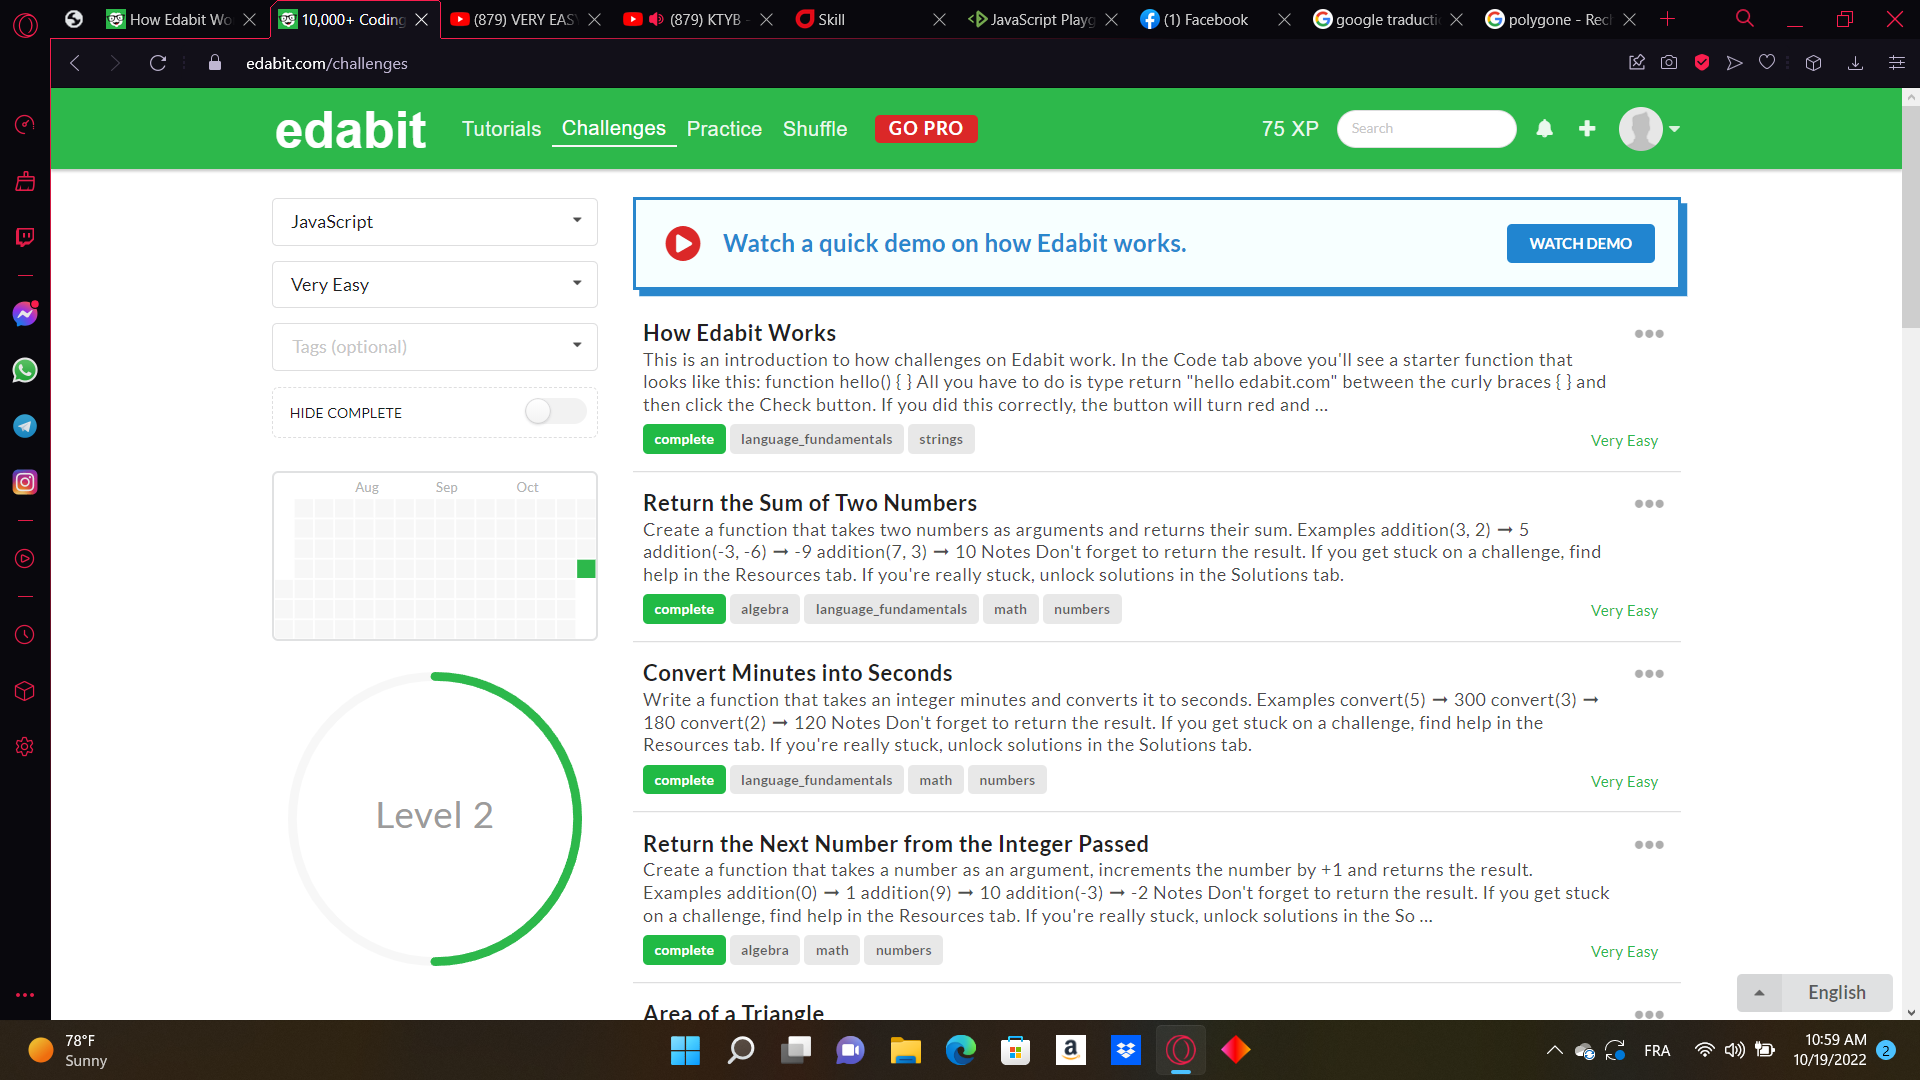 How Edabit Wo
10,000+ Coding
(879) VERY EAS
(879) KTYB -
Skill
JavaScript Playg
(1) Facebook
google traducti
polygone - Rec
edabit.com/challenges
edabit
Tutorials
Challenges
Practice
Shuffle
GO PRO
75 XP
Search
JavaScript
Very Easy
Tags (optional)
HIDE COMPLETE
Aug Sep Oct
Level 2
Watch a quick demo on how Edabit works.
WATCH DEMO
How Edabit Works
This is an introduction to how challenges on Edabit work. In the Code tab above you'll see a starter function that
looks like this: function hello() { } All you have to do is type return "hello edabit.com" between the curly braces { } and
then click the Check button. If you did this correctly, the button will turn red and ...
complete language_fundamentals strings
Very Easy
Return the Sum of Two Numbers
Create a function that takes two numbers as arguments and returns their sum. Examples addition(3, 2) ➞ 5
addition(-3, -6) ➞ -9 addition(7, 3) ➞ 10 Notes Don't forget to return the result. If you get stuck on a challenge, find
help in the Resources tab. If you're really stuck, unlock solutions in the Solutions tab.
complete algebra language_fundamentals math numbers
Very Easy
Convert Minutes into Seconds
Write a function that takes an integer minutes and converts it to seconds. Examples convert(5) ➞ 300 convert(3) ➞
180 convert(2) ➞ 120 Notes Don't forget to return the result. If you get stuck on a challenge, find help in the
Resources tab. If you're really stuck, unlock solutions in the Solutions tab.
complete language_fundamentals math numbers
Very Easy
Return the Next Number from the Integer Passed
Create a function that takes a number as an argument, increments the number by +1 and returns the result.
Examples addition(0) ➞ 1 addition(9) ➞ 10 addition(-3) ➞ -2 Notes Don't forget to return the result. If you get stuck
on a challenge, find help in the Resources tab. If you're really stuck, unlock solutions in the So ...
complete algebra math numbers
Very Easy
Area of a Triangle
English
78°F
Sunny
FRA
10:59 AM
10/19/2022
2